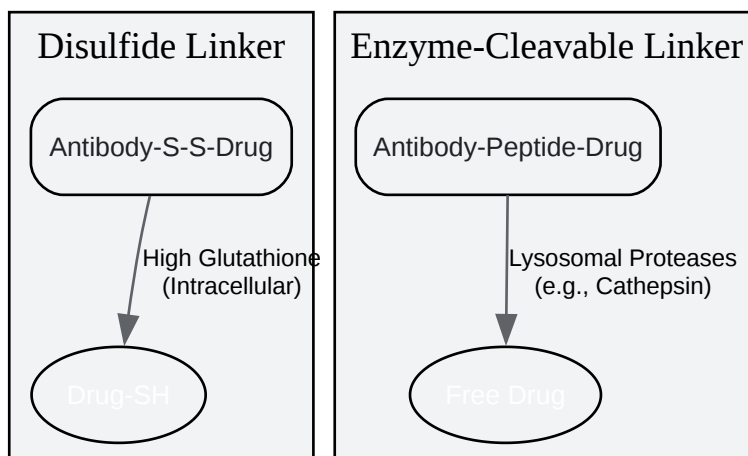 Disulfide Linker
Antibody-S-S-Drug
High Glutathione
(Intracellular)
Drug-SH
Enzyme-Cleavable Linker
Antibody-Peptide-Drug
Lysosomal Proteases
(e.g., Cathepsin)
Free Drug